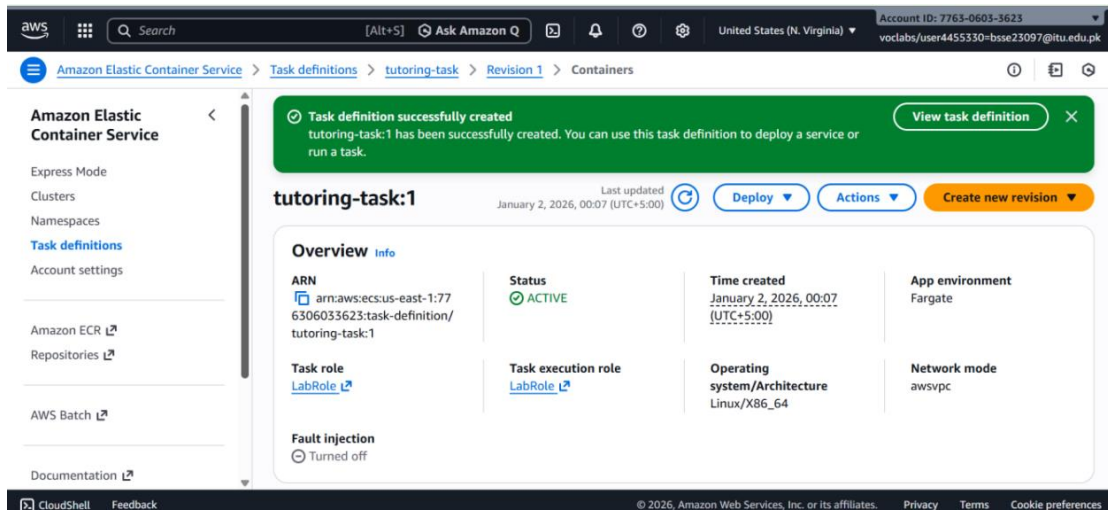 aws
Search [Alt+S] Ask Amazon Q United States (N. Virginia) ▼
Account ID: 7763-0603-3623 ▼
voclabs/user4455330=bsse23097@itu.edu.pk
Amazon Elastic Container Service > Task definitions > tutoring-task > Revision 1 > Containers
Amazon Elastic
Container Service
Express Mode
Clusters
Namespaces
Task definitions
Account settings
Amazon ECR
Repositories
AWS Batch
Documentation
Task definition successfully created
tutoring-task:1 has been successfully created. You can use this task definition to deploy a service or
run a task.
View task definition
tutoring-task:1
Last updated
January 2, 2026, 00:07 (UTC+5:00)
Deploy ▼
Actions ▼
Create new revision ▼
Overview Info
ARN
arn:aws:ecs:us-east-1:77
6306033623:task-definition/
tutoring-task:1
Status
ACTIVE
Time created
January 2, 2026, 00:07
(UTC+5:00)
App environment
Fargate
Task role
LabRole
Task execution role
LabRole
Operating
system/Architecture
Linux/X86_64
Network mode
awsvpc
Fault injection
Turned off
CloudShell Feedback © 2026, Amazon Web Services, Inc. or its affiliates. Privacy Terms Cookie preferences